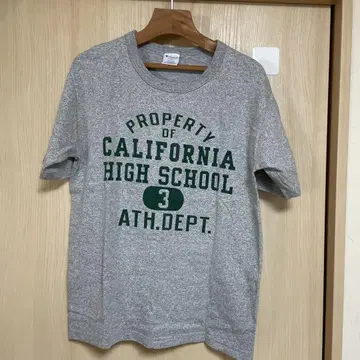 PROPERTY
OF
CALIFORNIA
HIGH SCHOOL
3
ATH.DEPT.